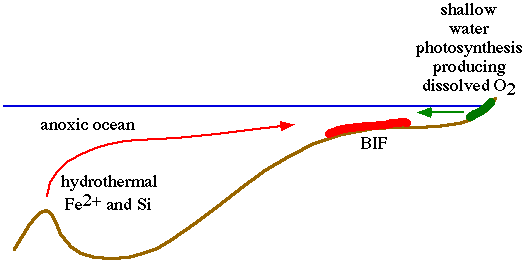 shallow
water
photosynthesis
producing
dissolved O2
anoxic ocean
BIF
hydrothermal
Fe2+ and Si